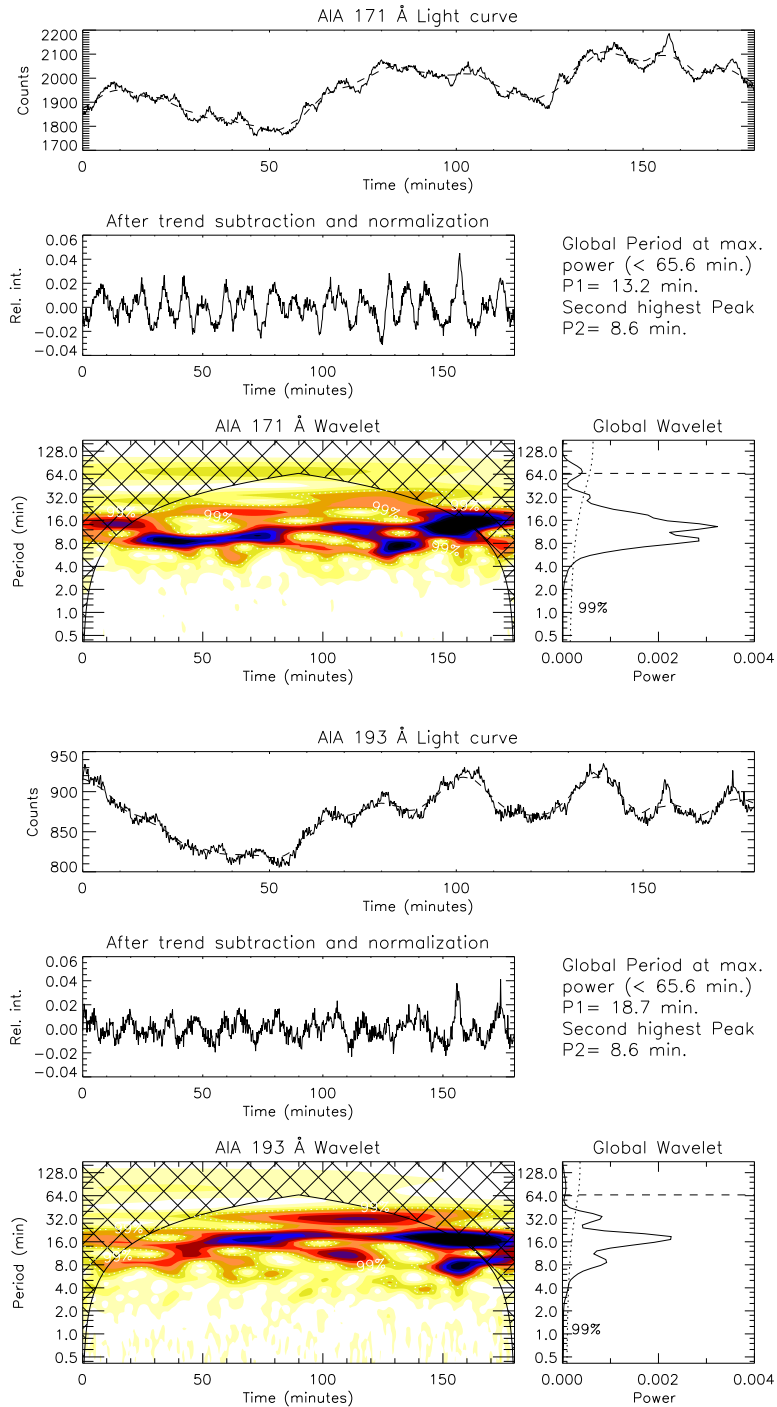 AIA 171 Å Light curve
2200
2100
2000
1900
1800
1700
Counts
0 50 100 150
Time (minutes)
After trend subtraction and normalization
0.06
0.04
0.02
0.00
−0.02
−0.04
Rel. int.
0 50 100 150
Time (minutes)
Global Period at max.
power (< 65.6 min.)
P1= 13.2 min.
Second highest Peak
P2= 8.6 min.
AIA 171 Å Wavelet
128.0
64.0
32.0
16.0
8.0
4.0
2.0
1.0
0.5
Period (min)
99%
99%
99%
99%
99%
0 50 100 150
Time (minutes)
Global Wavelet
128.0
64.0
32.0
16.0
8.0
4.0
2.0
1.0
0.5
99%
0.000 0.002 0.004
Power
AIA 193 Å Light curve
950
900
850
800
Counts
0 50 100 150
Time (minutes)
After trend subtraction and normalization
0.06
0.04
0.02
0.00
−0.02
−0.04
Rel. int.
0 50 100 150
Time (minutes)
Global Period at max.
power (< 65.6 min.)
P1= 18.7 min.
Second highest Peak
P2= 8.6 min.
AIA 193 Å Wavelet
128.0
64.0
32.0
16.0
8.0
4.0
2.0
1.0
0.5
Period (min)
99%
99%
99%
99%
0 50 100 150
Time (minutes)
Global Wavelet
128.0
64.0
32.0
16.0
8.0
4.0
2.0
1.0
0.5
99%
0.000 0.002 0.004
Power